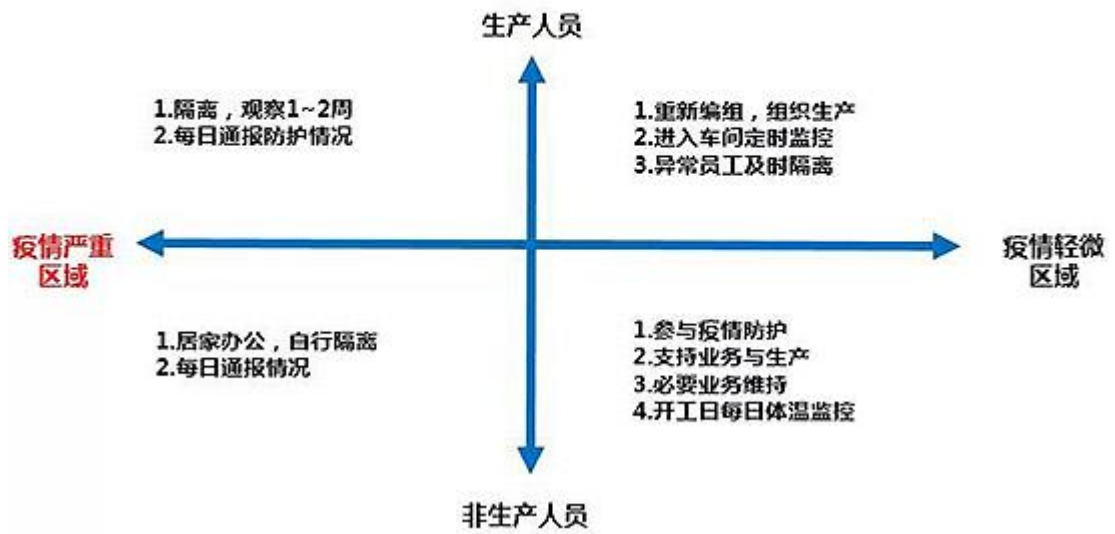 生产人员
1.隔离，观察1~2周
2.每日通报防护情况
1.重新编组，组织生产
2.进入车间定时监控
3.异常员工及时隔离
疫情严重
区域
疫情轻微
区域
1.居家办公，自行隔离
2.每日通报情况
1.参与疫情防护
2.支持业务与生产
3.必要业务维持
4.开工日每日体温监控
非生产人员